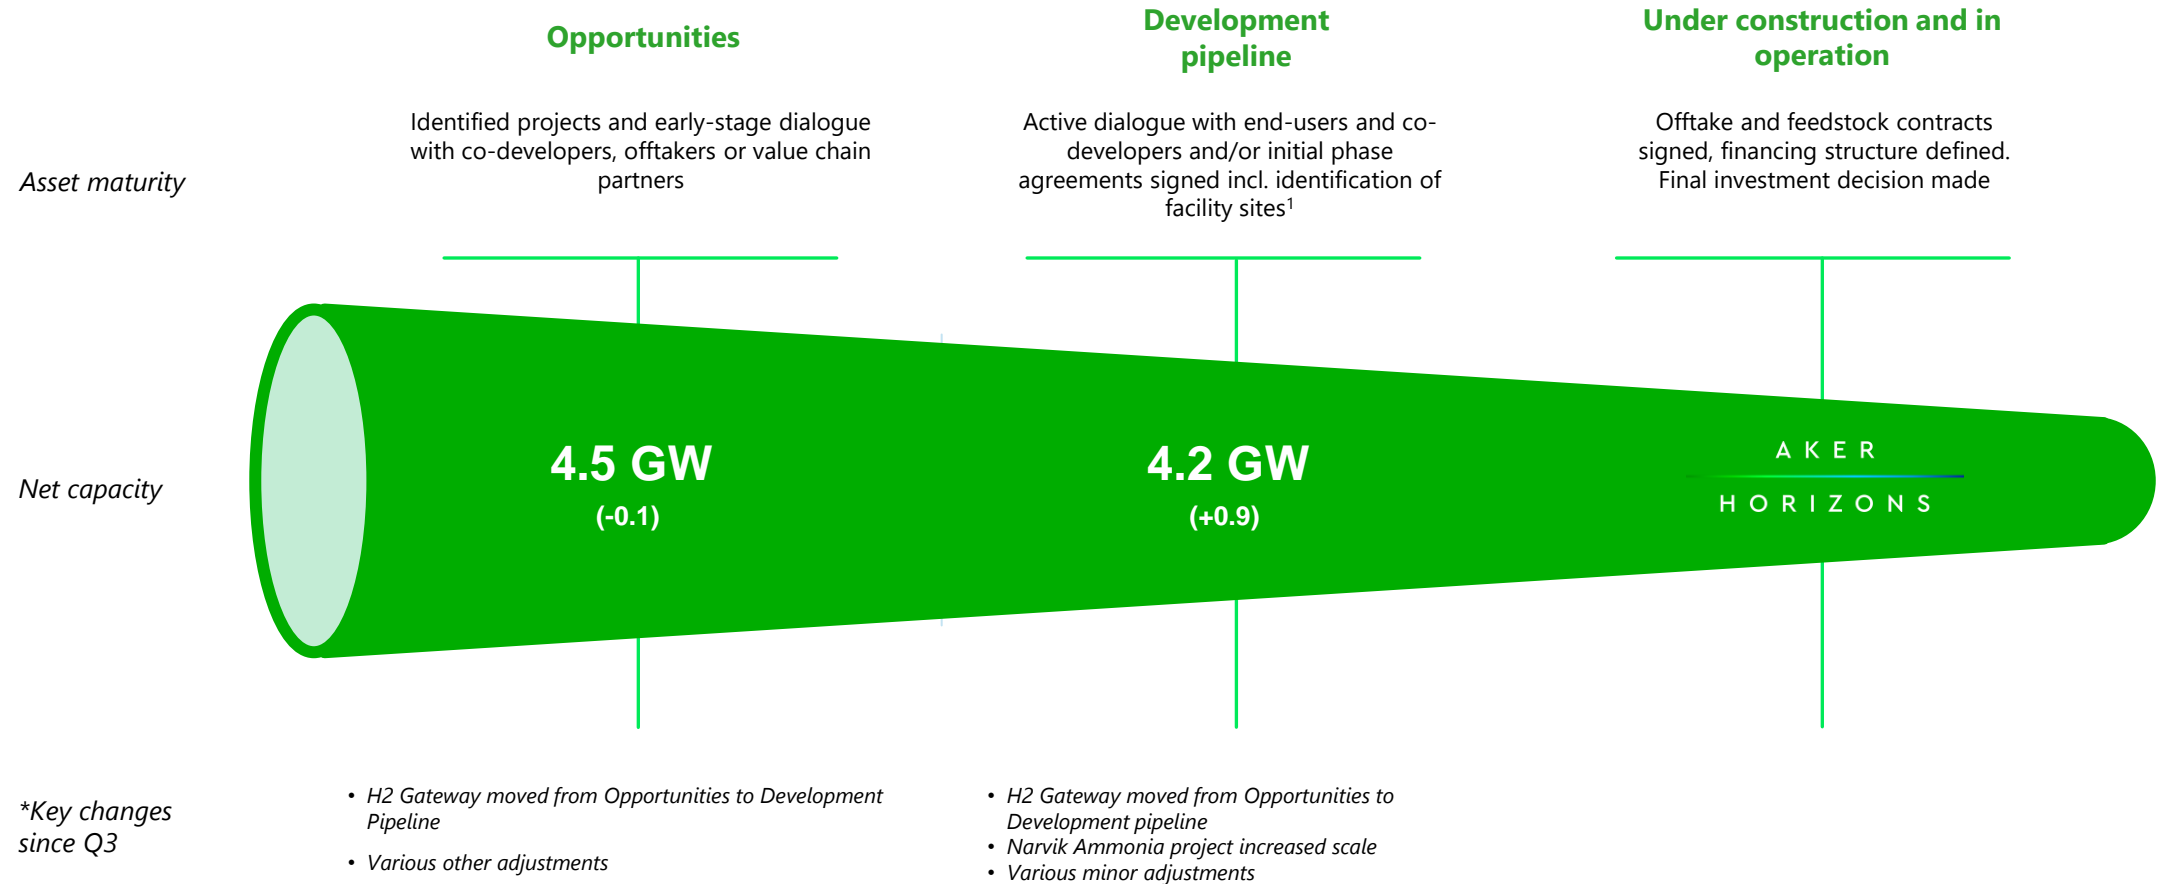 Opportunities
Development
pipeline
Under construction and in
operation
Asset maturity
Identified projects and early-stage dialogue
with co-developers, offtakers or value chain
partners
Active dialogue with end-users and co-
developers and/or initial phase
agreements signed incl. identification of
facility sites¹
Offtake and feedstock contracts
signed, financing structure defined.
Final investment decision made
Net capacity
4.5 GW
(-0.1)
4.2 GW
(+0.9)
AKER
HORIZONS
*Key changes
since Q3
• H2 Gateway moved from Opportunities to Development
Pipeline
• Various other adjustments
• H2 Gateway moved from Opportunities to
Development pipeline
• Narvik Ammonia project increased scale
• Various minor adjustments